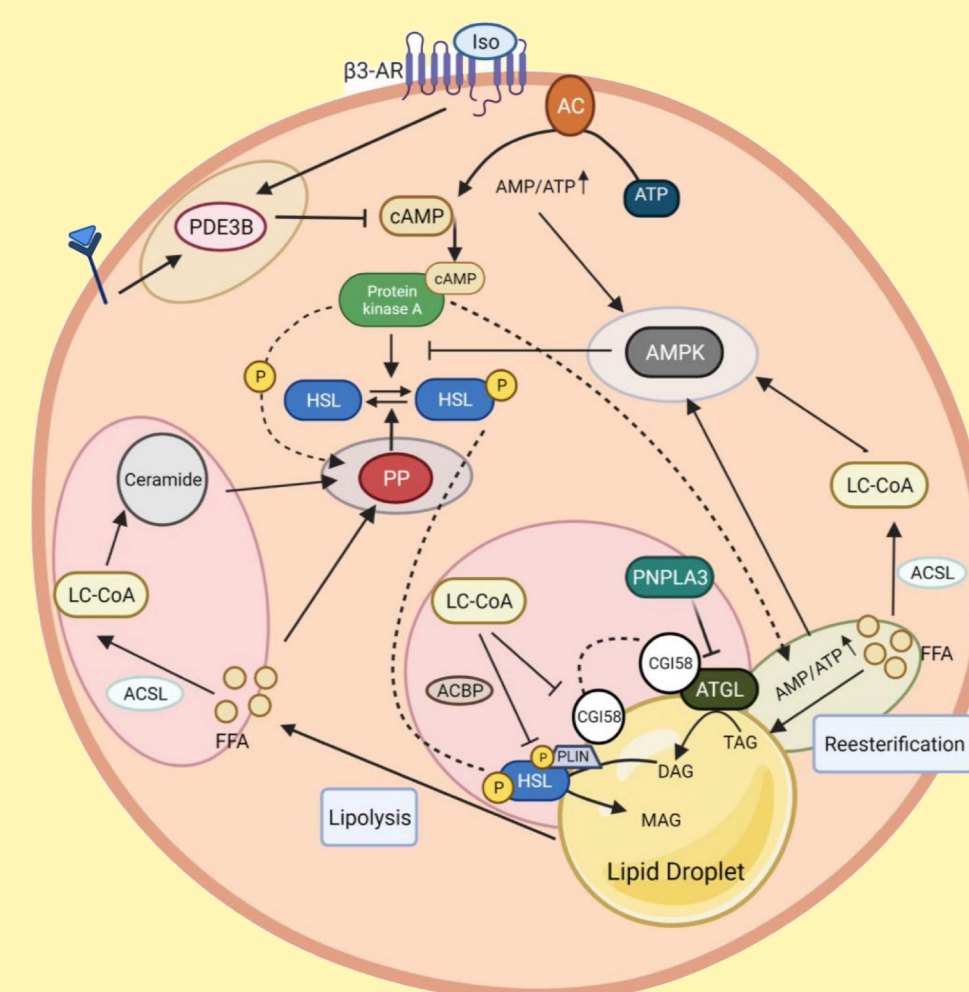 Iso
β3-AR
AC
AMP/ATP
ATP
PDE3B
cAMP
cAMP
Protein
kinase A
AMPK
P
HSL
HSL
P
PP
Ceramide
LC-CoA
LC-CoA
ACSL
PNPLA3
LC-CoA
ACSL
ACBP
CGI58
ATGL
AMP/ATP
FFA
FFA
CGI58
TAG
Reesterification
P
PLIN
DAG
P
HSL
MAG
Lipolysis
Lipid Droplet